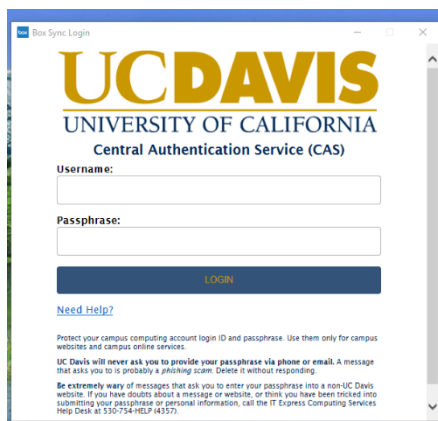 box Box Sync Login
UC DAVIS
UNIVERSITY OF CALIFORNIA
Central Authentication Service (CAS)
Username:
Passphrase:
LOGIN
Need Help?
Protect your campus computing account login ID and passphrase. Use them only for campus
websites and campus online services.
UC Davis will never ask you to provide your passphrase via phone or email. A message
that asks you to is probably a phishing scam. Delete it without responding.
Be extremely wary of messages that ask you to enter your passphrase into a non-UC Davis
website. If you have doubts about a message or website, or think you have been tricked into
submitting your passphrase or personal information, call the IT Express Computing Services
Help Desk at 530-754-HELP (4357).